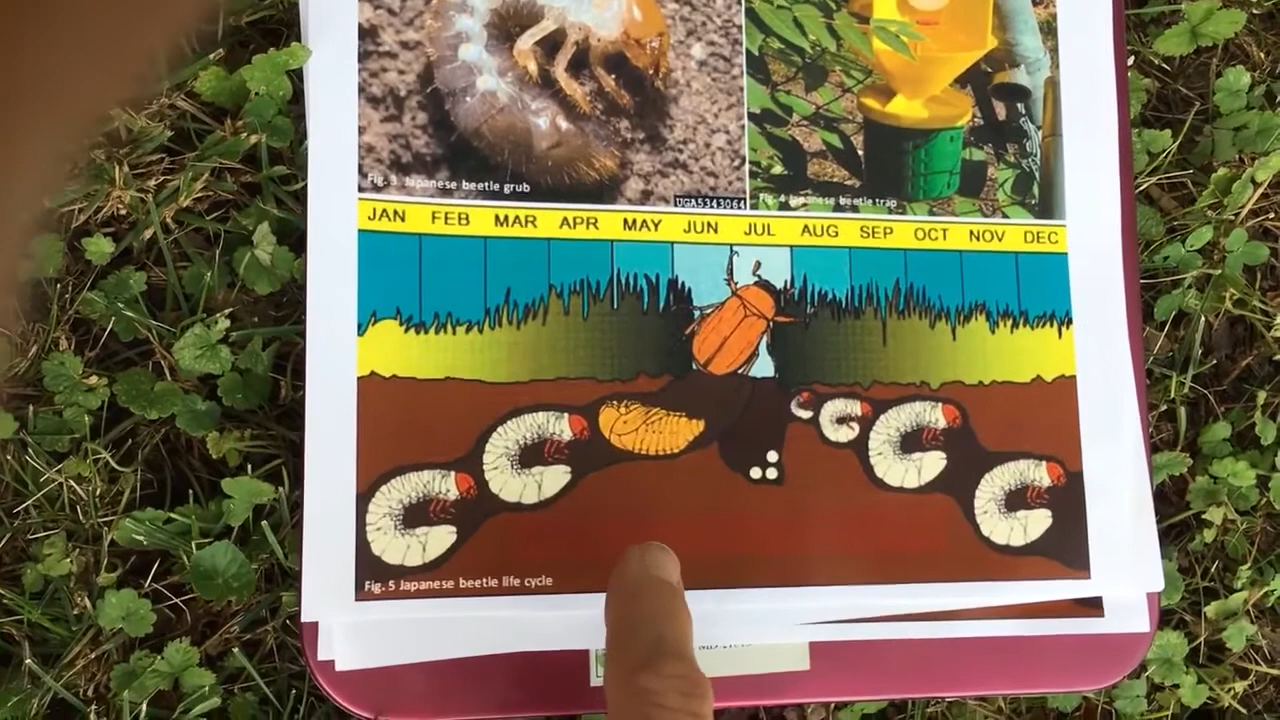 Fig. 3 Japanese beetle grub
UGA5343064
Fig. 4 Japanese beetle trap
JAN FEB MAR APR MAY JUN JUL AUG SEP OCT NOV DEC
Fig. 5 Japanese beetle life cycle